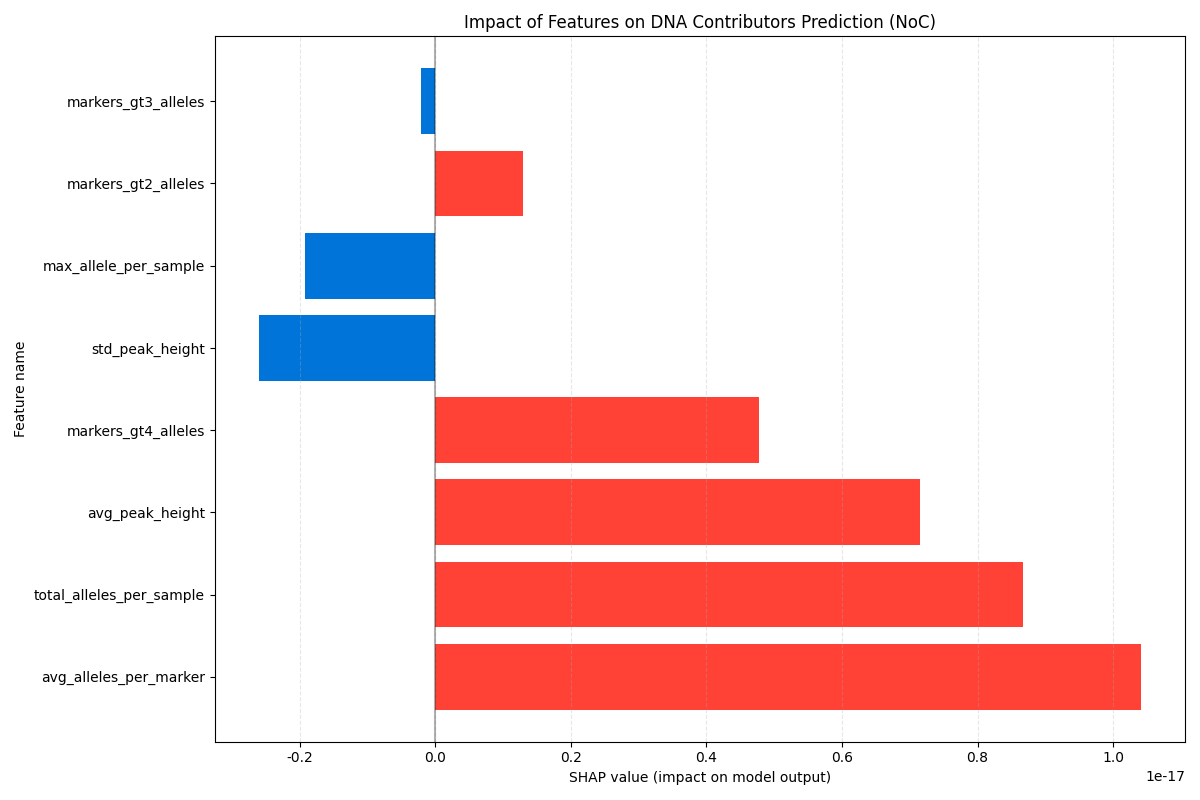 Impact of Features on DNA Contributors Prediction (NoC)
markers_gt3_alleles
markers_gt2_alleles
max_allele_per_sample
std_peak_height
Feature name
markers_gt4_alleles
avg_peak_height
total_alleles_per_sample
avg_alleles_per_marker
-0.2 0.0 0.2 0.4 0.6 0.8 1.0
SHAP value (impact on model output)
1e-17